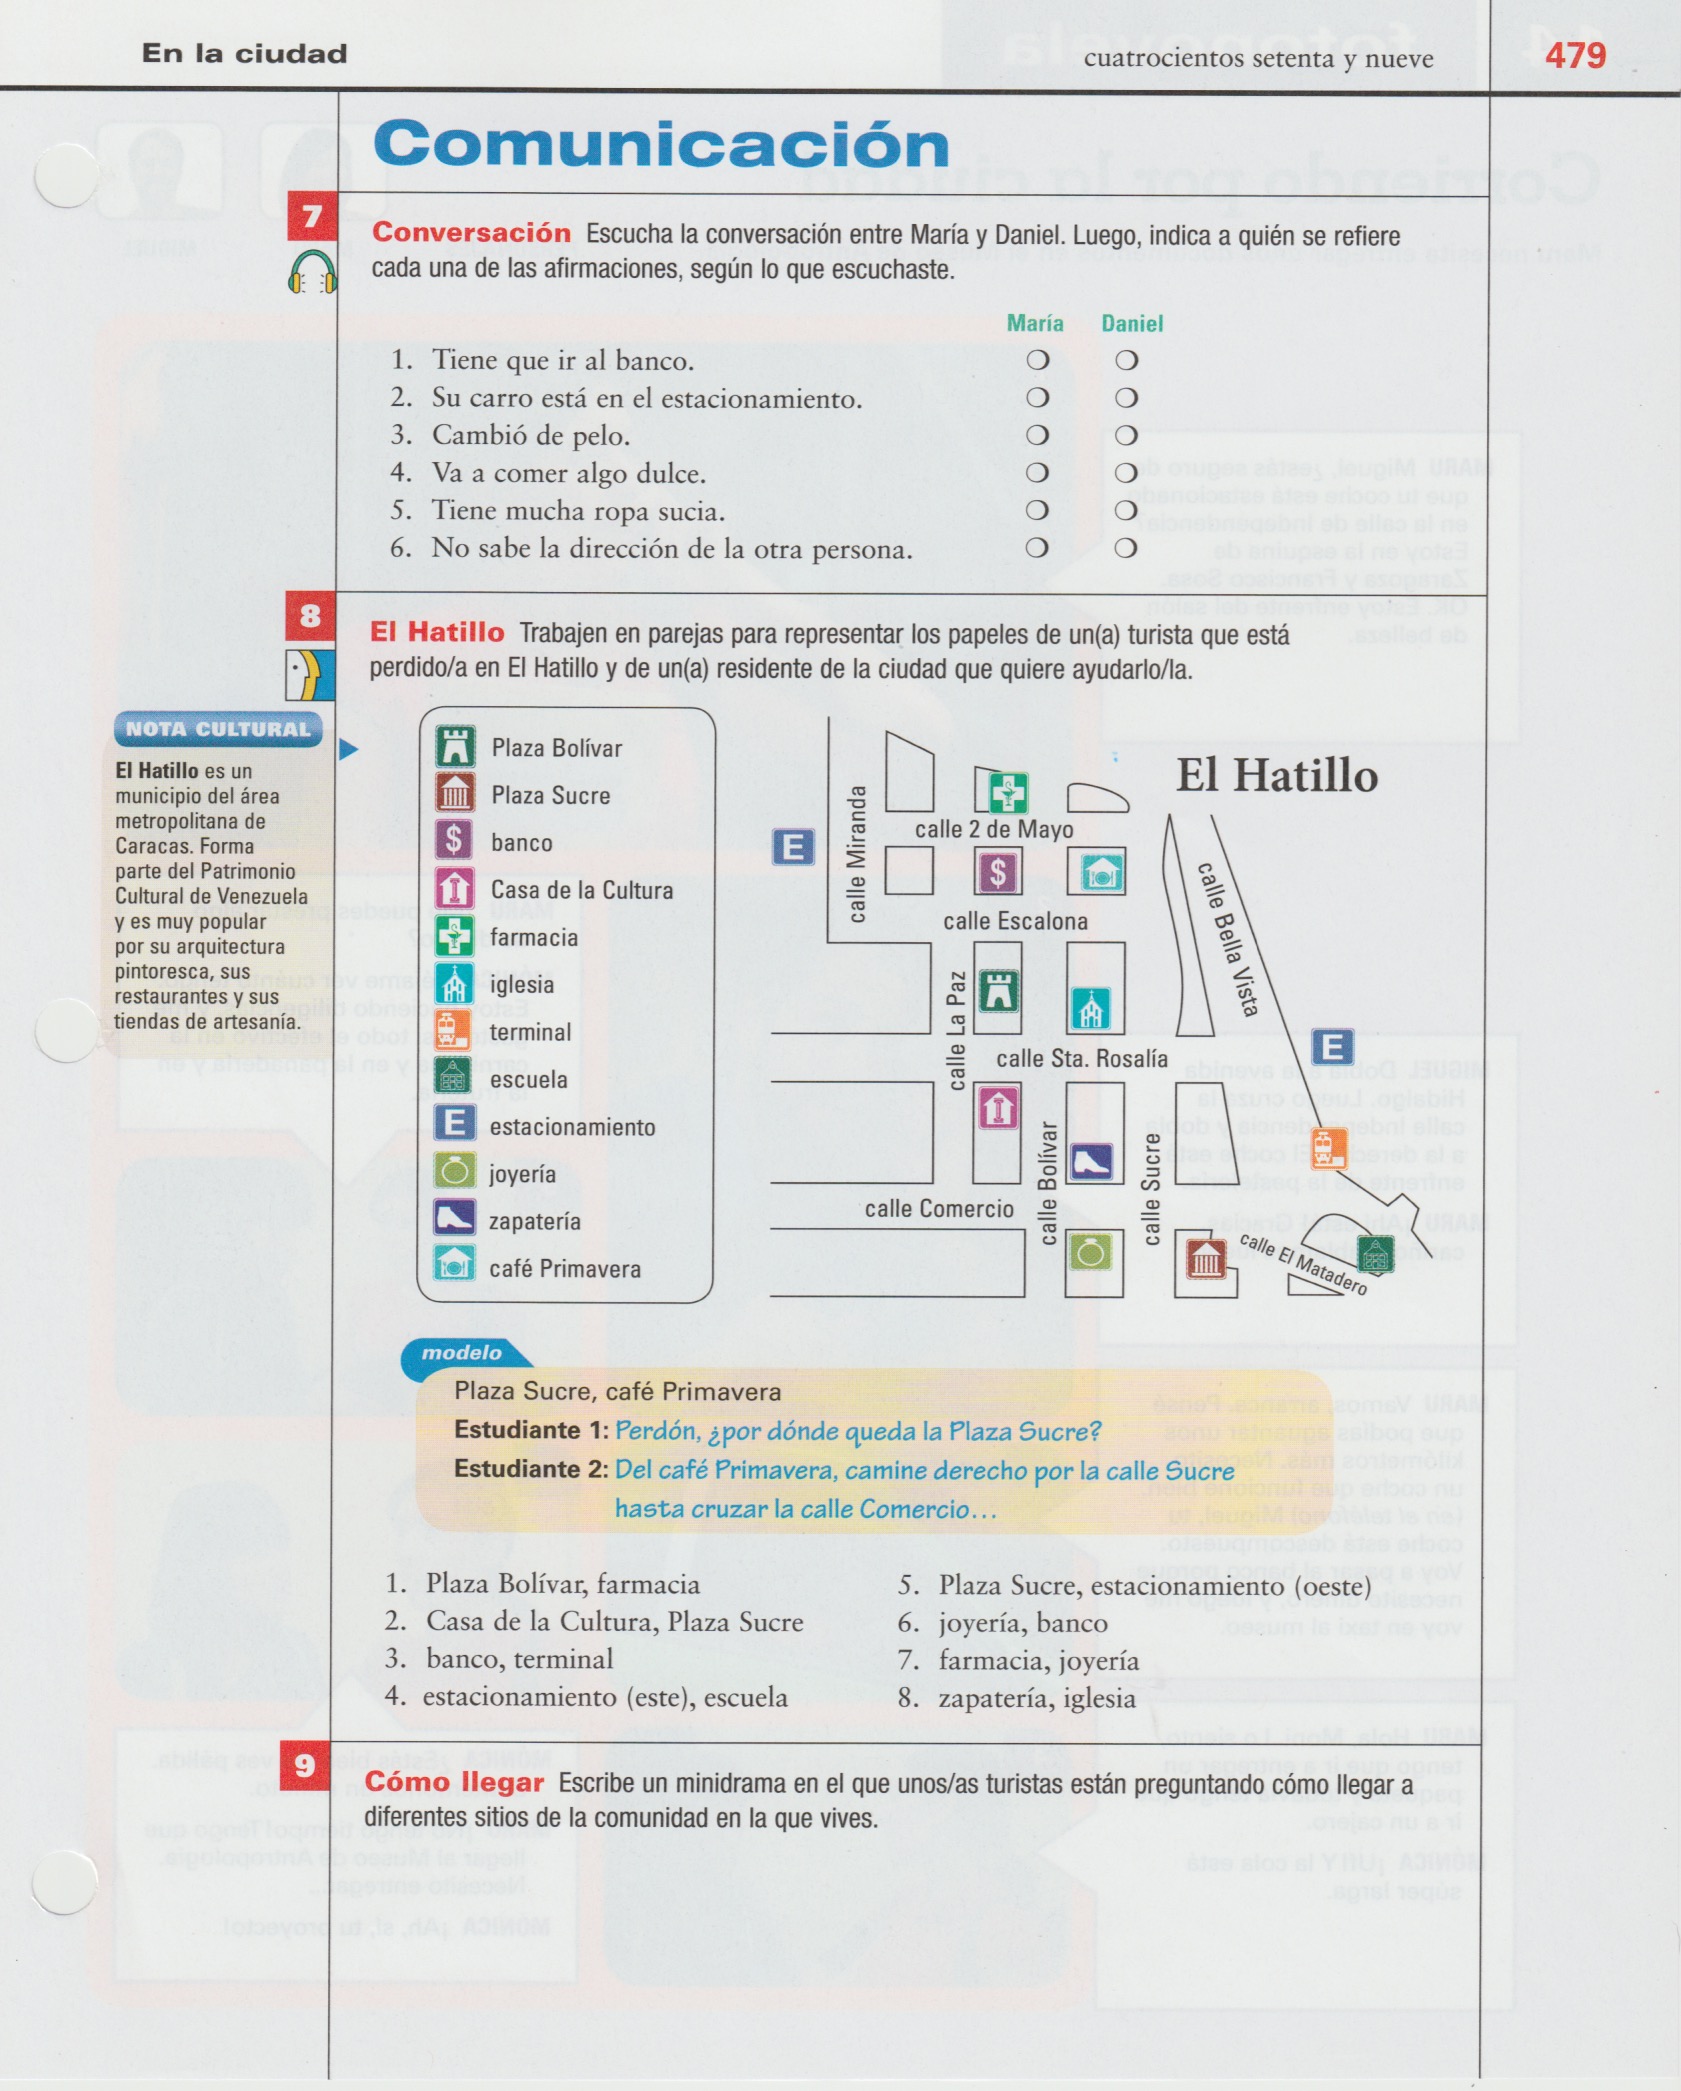 En la ciudad
cuatrocientos setenta y nueve
479
Comunicación
7
Conversación Escucha la conversación entre María y Daniel. Luego, indica a quién se refiere
cada una de las afirmaciones, según lo que escuchaste.
María Daniel
1. Tiene que ir al banco.
2. Su carro está en el estacionamiento.
3. Cambió de pelo.
4. Va a comer algo dulce.
5. Tiene mucha ropa sucia.
6. No sabe la dirección de la otra persona.
8
El Hatillo Trabajen en parejas para representar los papeles de un(a) turista que está
perdido/a en El Hatillo y de un(a) residente de la ciudad que quiere ayudarlo/la.
NOTA CULTURAL
El Hatillo es un
municipio del área
metropolitana de
Caracas. Forma
parte del Patrimonio
Cultural de Venezuela
y es muy popular
por su arquitectura
pintoresca, sus
restaurantes y sus
tiendas de artesanía.
Plaza Bolívar
Plaza Sucre
$ banco
Casa de la Cultura
farmacia
iglesia
terminal
escuela
E estacionamiento
joyería
zapatería
café Primavera
El Hatillo
calle Miranda
E
calle 2 de Mayo
$
calle Bella Vista
calle Escalona
calle La Paz
calle Sta. Rosalía
E
calle Bolívar
calle Sucre
calle Comercio
calle El Matadero
modelo
Plaza Sucre, café Primavera
Estudiante 1: Perdón, ¿por dónde queda la Plaza Sucre?
Estudiante 2: Del café Primavera, camine derecho por la calle Sucre
hasta cruzar la calle Comercio…
1. Plaza Bolívar, farmacia
2. Casa de la Cultura, Plaza Sucre
3. banco, terminal
4. estacionamiento (este), escuela
5. Plaza Sucre, estacionamiento (oeste)
6. joyería, banco
7. farmacia, joyería
8. zapatería, iglesia
9
Cómo llegar Escribe un minidrama en el que unos/as turistas están preguntando cómo llegar a
diferentes sitios de la comunidad en la que vives.